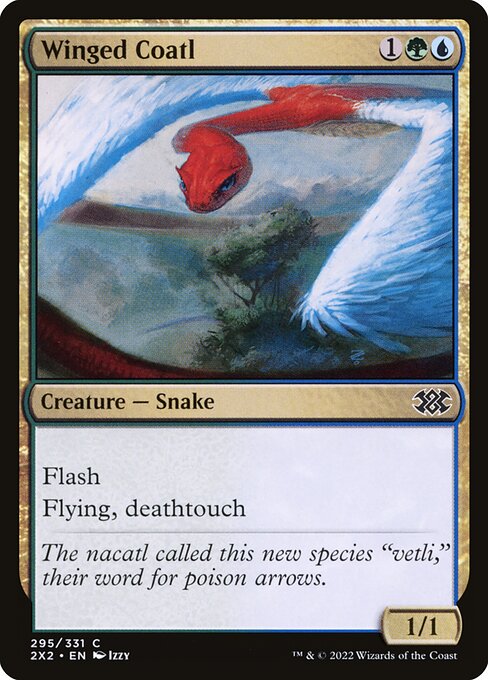 Winged Coatl 1
Creature — Snake
Flash
Flying, deathtouch
The nacatl called this new species “vetli,”
their word for poison arrows.
1/1
295/331 C
2X2 • EN Izzy
™ & © 2022 Wizards of the Coast